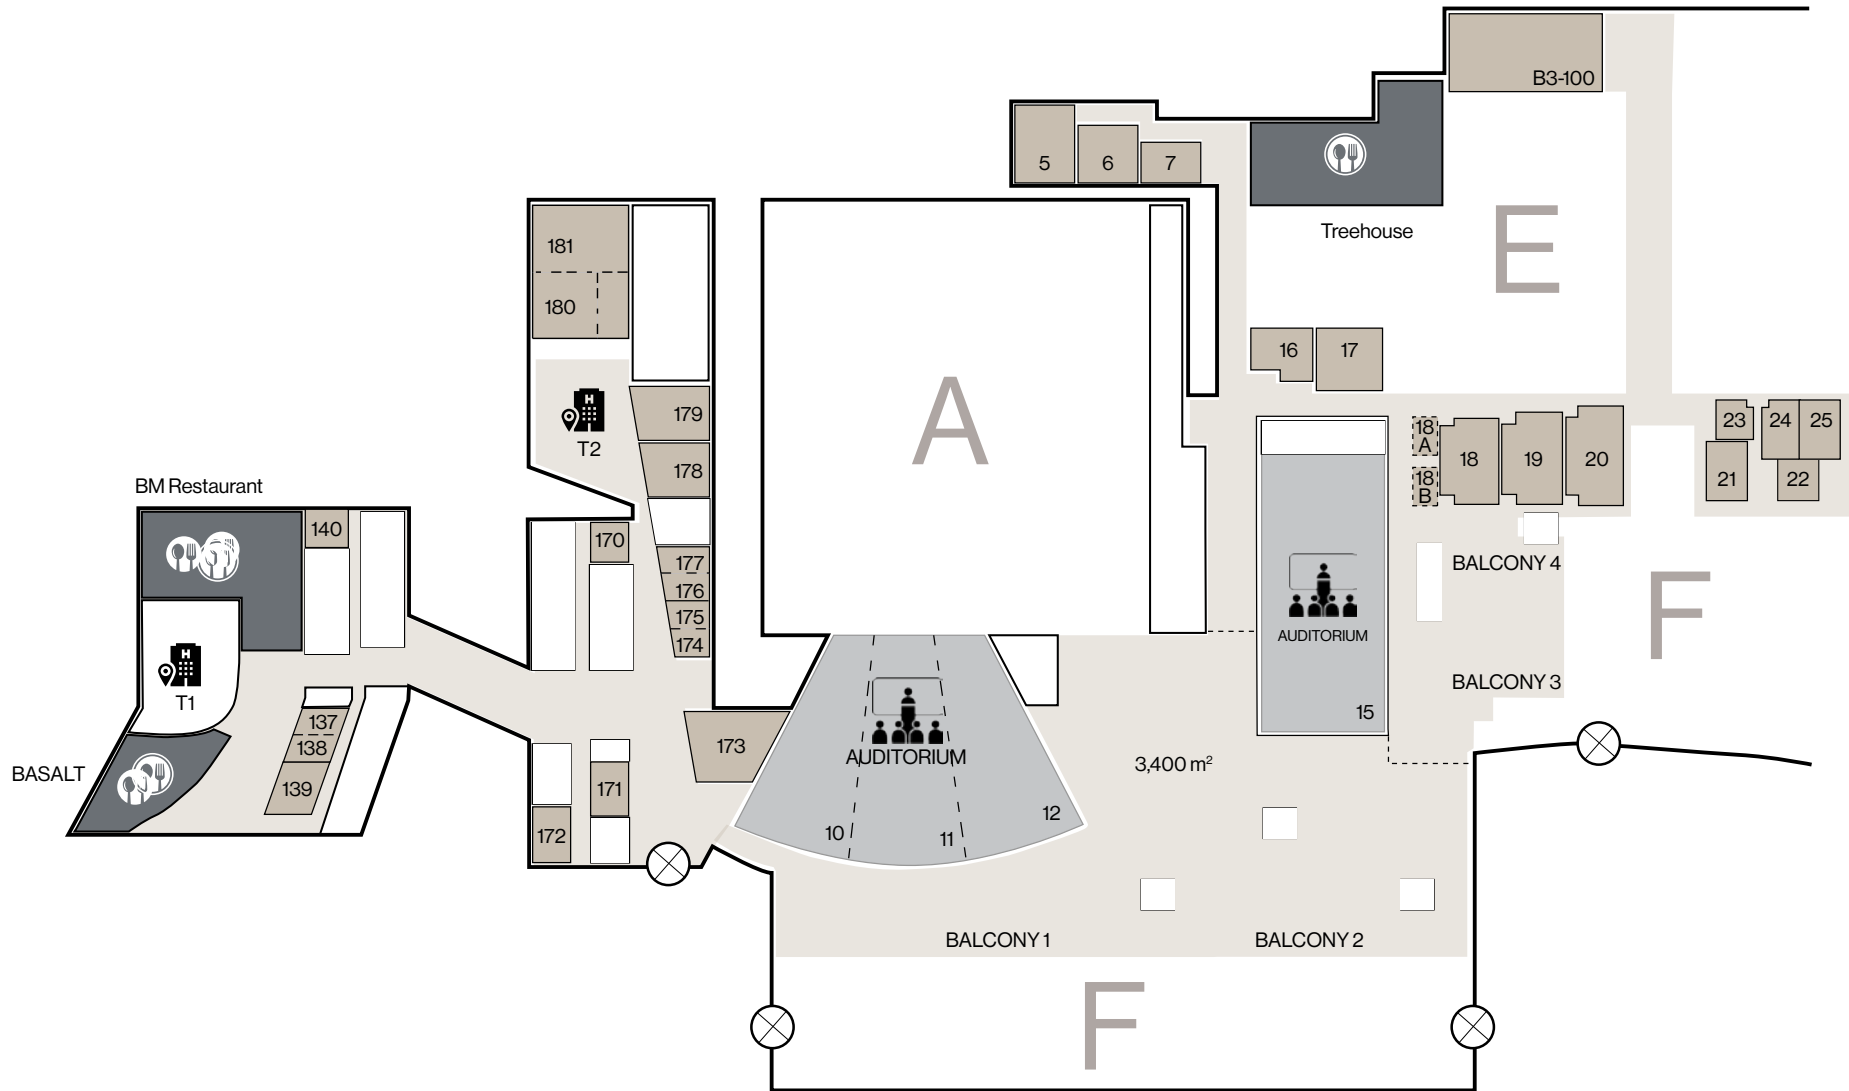 B3-100
5
6
7
Treehouse
E
181
180
16
17
A
179
T2
178
18
A
18
B
18
19
20
23
24
25
21
22
BM Restaurant
140
170
177
176
175
174
BALCONY 4
F
AUDITORIUM
BALCONY 3
15
H
H
T1
137
138
139
BASALT
173
AUDITORIUM
3,400 m²
171
172
10
11
12
BALCONY 1
BALCONY 2
F